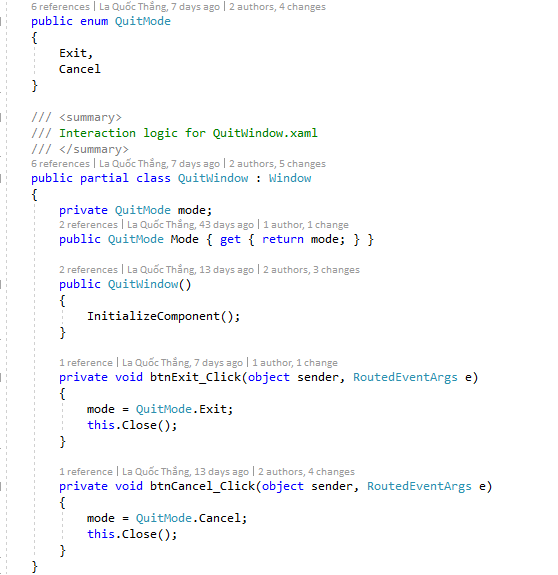 6 references | La Quốc Thắng, 7 days ago | 2 authors, 4 changes
public enum QuitMode
{
    Exit,
    Cancel
}
/// <summary>
/// Interaction logic for QuitWindow.xaml
/// </summary>
6 references | La Quốc Thắng, 7 days ago | 2 authors, 5 changes
public partial class QuitWindow : Window
{
    private QuitMode mode;
    2 references | La Quốc Thắng, 43 days ago | 1 author, 1 change
    public QuitMode Mode { get { return mode; } }
    2 references | La Quốc Thắng, 13 days ago | 2 authors, 3 changes
    public QuitWindow()
    {
        InitializeComponent();
    }
    1 reference | La Quốc Thắng, 7 days ago | 1 author, 1 change
    private void btnExit_Click(object sender, RoutedEventArgs e)
    {
        mode = QuitMode.Exit;
        this.Close();
    }
    1 reference | La Quốc Thắng, 13 days ago | 2 authors, 4 changes
    private void btnCancel_Click(object sender, RoutedEventArgs e)
    {
        mode = QuitMode.Cancel;
        this.Close();
    }
}